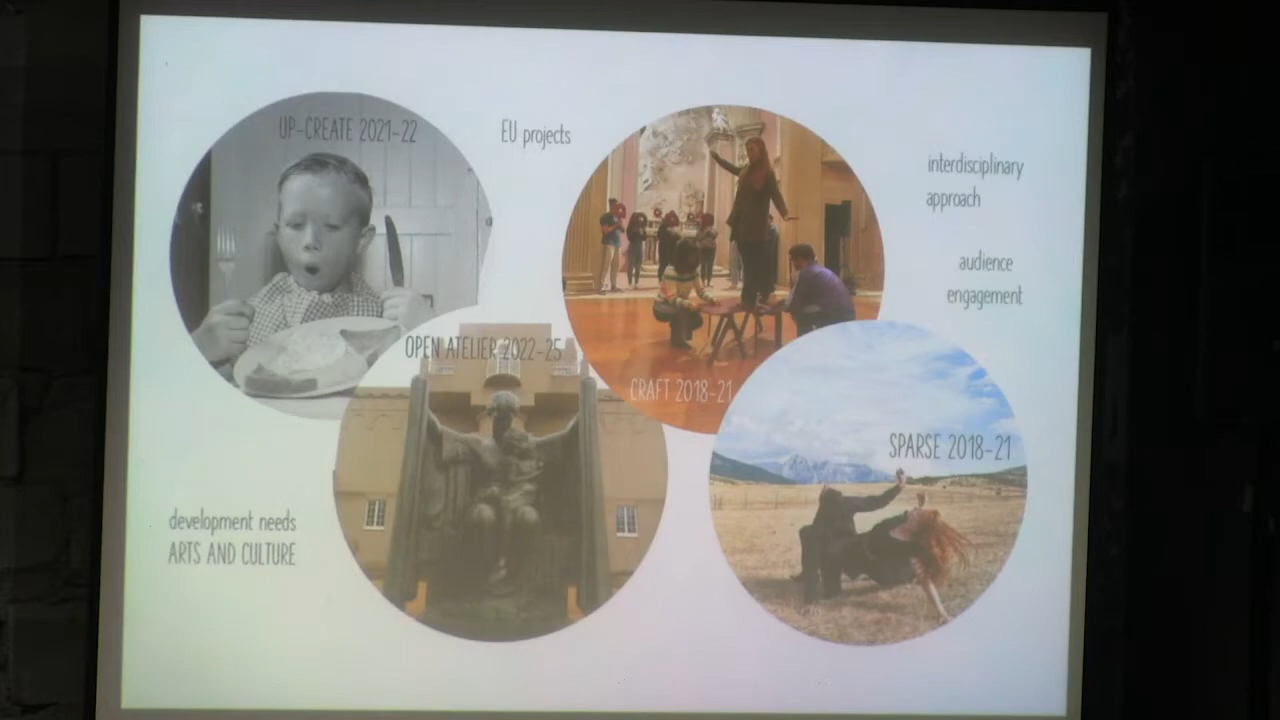 UP-CREATE 2021-22
EU projects
interdisciplinary
approach
audience
engagement
OPEN ATELIER 2022-25
CRAFT 2018-21
SPARSE 2018-21
development needs
ARTS AND CULTURE